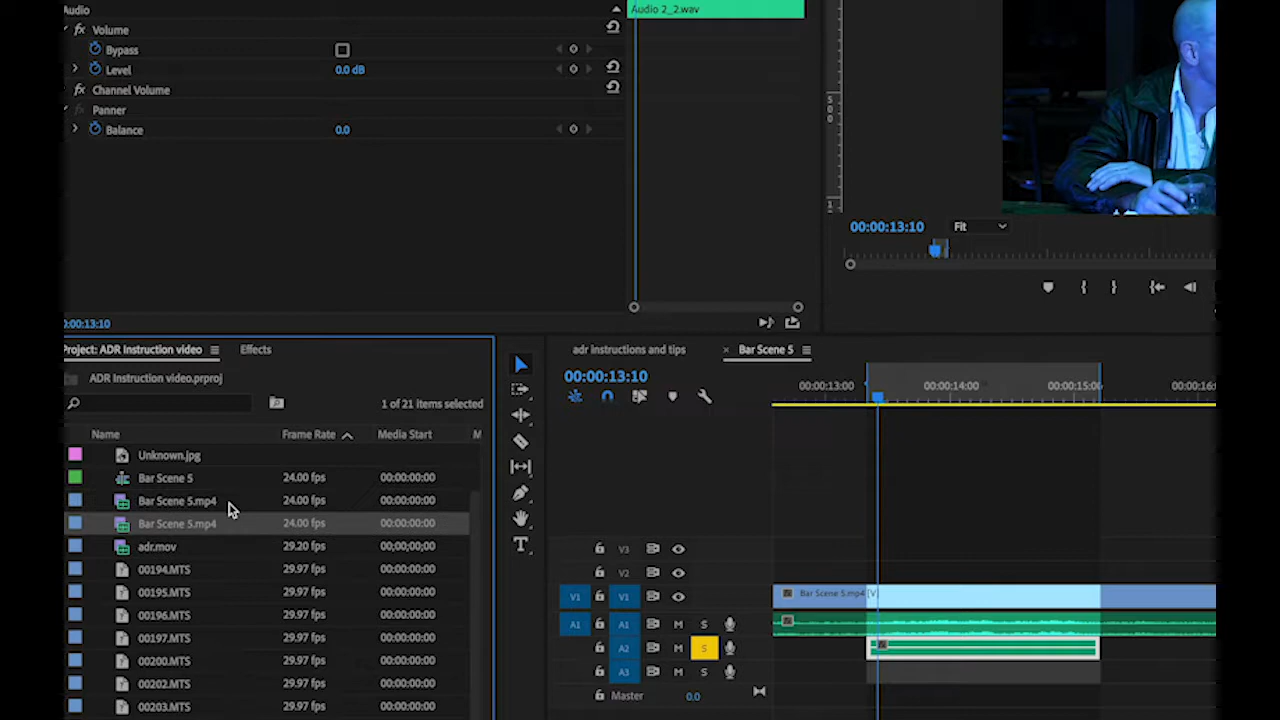 Audio
Audio 2_2.wav
fx Volume
Bypass
Level 0.0 dB
fx Channel Volume
fx Panner
Balance 0.0
0:00:13:10
00:00:13:10 Fit
Project: ADR Instruction video
Effects
ADR Instruction video.prproj
1 of 21 items selected
Name Frame Rate Media Start M
Unknown.jpg
Bar Scene 5 24.00 fps 00:00:00:00
Bar Scene 5.mp4 24.00 fps 00:00:00:00
Bar Scene 5.mp4 24.00 fps 00:00:00:00
adr.mov 29.20 fps 00;00;00;00
00194.MTS 29.97 fps 00:00:00:00
00195.MTS 29.97 fps 00:00:00:00
00196.MTS 29.97 fps 00:00:00:00
00197.MTS 29.97 fps 00:00:00:00
00200.MTS 29.97 fps 00:00:00:00
00202.MTS 29.97 fps 00:00:00:00
00203.MTS 29.97 fps 00:00:00:00
T
adr instructions and tips
× Bar Scene 5
00:00:13:10
00:00:13:00 00:00:14:00 00:00:15:00 00:00:16:
V3
V2
V1 V1 Bar Scene 5.mp4 [V]
A1 A1 M S
A2 M S
A3 M S
Master 0.0